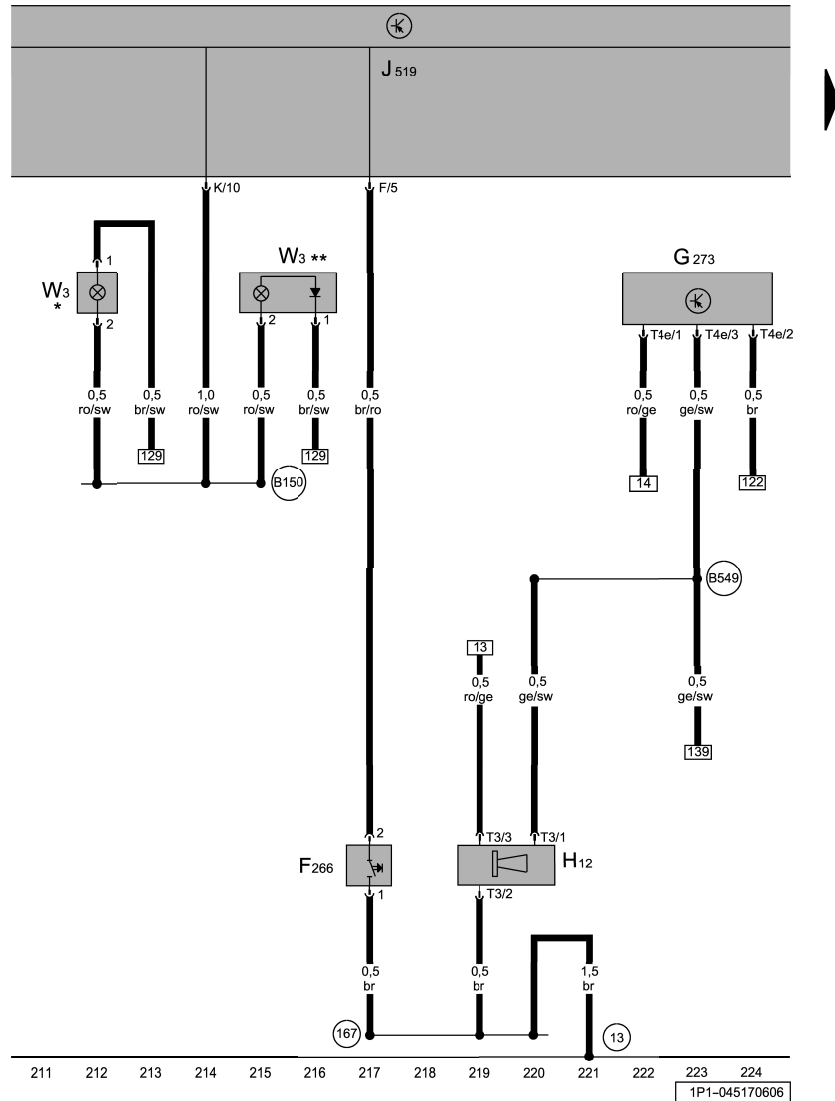 J 519
K/10
F/5
W3 **
G 273
1
W3
*
2
2
1
T4e/1
T4e/3
T4e/2
0,5
ro/sw
0,5
br/sw
1,0
ro/sw
0,5
ro/sw
0,5
br/sw
0,5
br/ro
0,5
ro/ge
0,5
ge/sw
0,5
br
129
129
B150
14
122
B549
13
0,5
ro/ge
0,5
ge/sw
0,5
ge/sw
139
2
T3/3
T3/1
F266
H12
1
T3/2
0,5
br
0,5
br
1,5
br
167
13
211 212 213 214 215 216 217 218 219 220 221 222 223 224
1P1-045170606